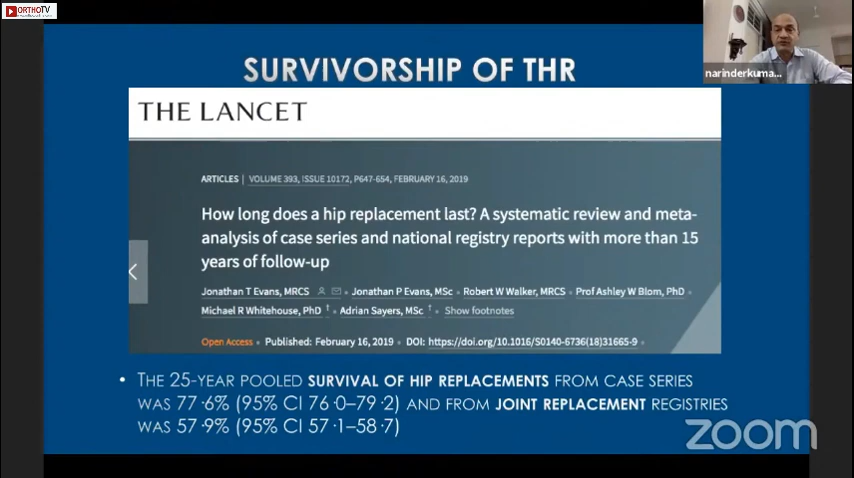 ORTHOTV
narinderkuma...
SURVIVORSHIP OF THR
THE LANCET
ARTICLES | VOLUME 393, ISSUE 10172, P647-654, FEBRUARY 16, 2019
How long does a hip replacement last? A systematic review and meta-
analysis of case series and national registry reports with more than 15
years of follow-up
Jonathan T Evans, MRCS • Jonathan P Evans, MSc • Robert W Walker, MRCS • Prof Ashley W Blom, PhD •
Michael R Whitehouse, PhD † • Adrian Sayers, MSc † • Show footnotes
Open Access • Published: February 16, 2019 • DOI: https://doi.org/10.1016/S0140-6736(18)31665-9 •
• THE 25-YEAR POOLED SURVIVAL OF HIP REPLACEMENTS FROM CASE SERIES
WAS 77·6% (95% CI 76·0–79·2) AND FROM JOINT REPLACEMENT REGISTRIES
WAS 57·9% (95% CI 57·1–58·7)
zoom